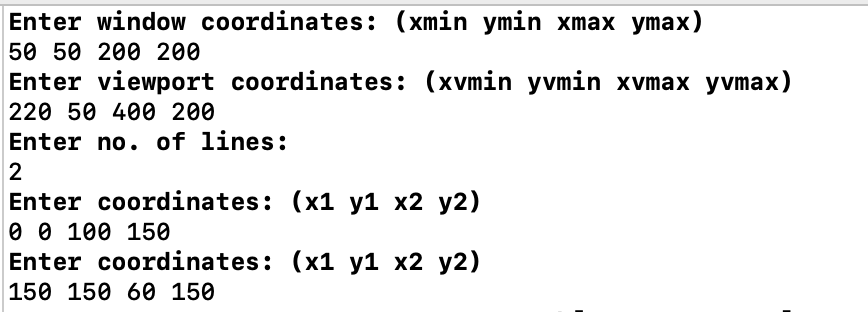 Enter window coordinates: (xmin ymin xmax ymax)
50 50 200 200
Enter viewport coordinates: (xvmin yvmin xvmax yvmax)
220 50 400 200
Enter no. of lines:
2
Enter coordinates: (x1 y1 x2 y2)
0 0 100 150
Enter coordinates: (x1 y1 x2 y2)
150 150 60 150